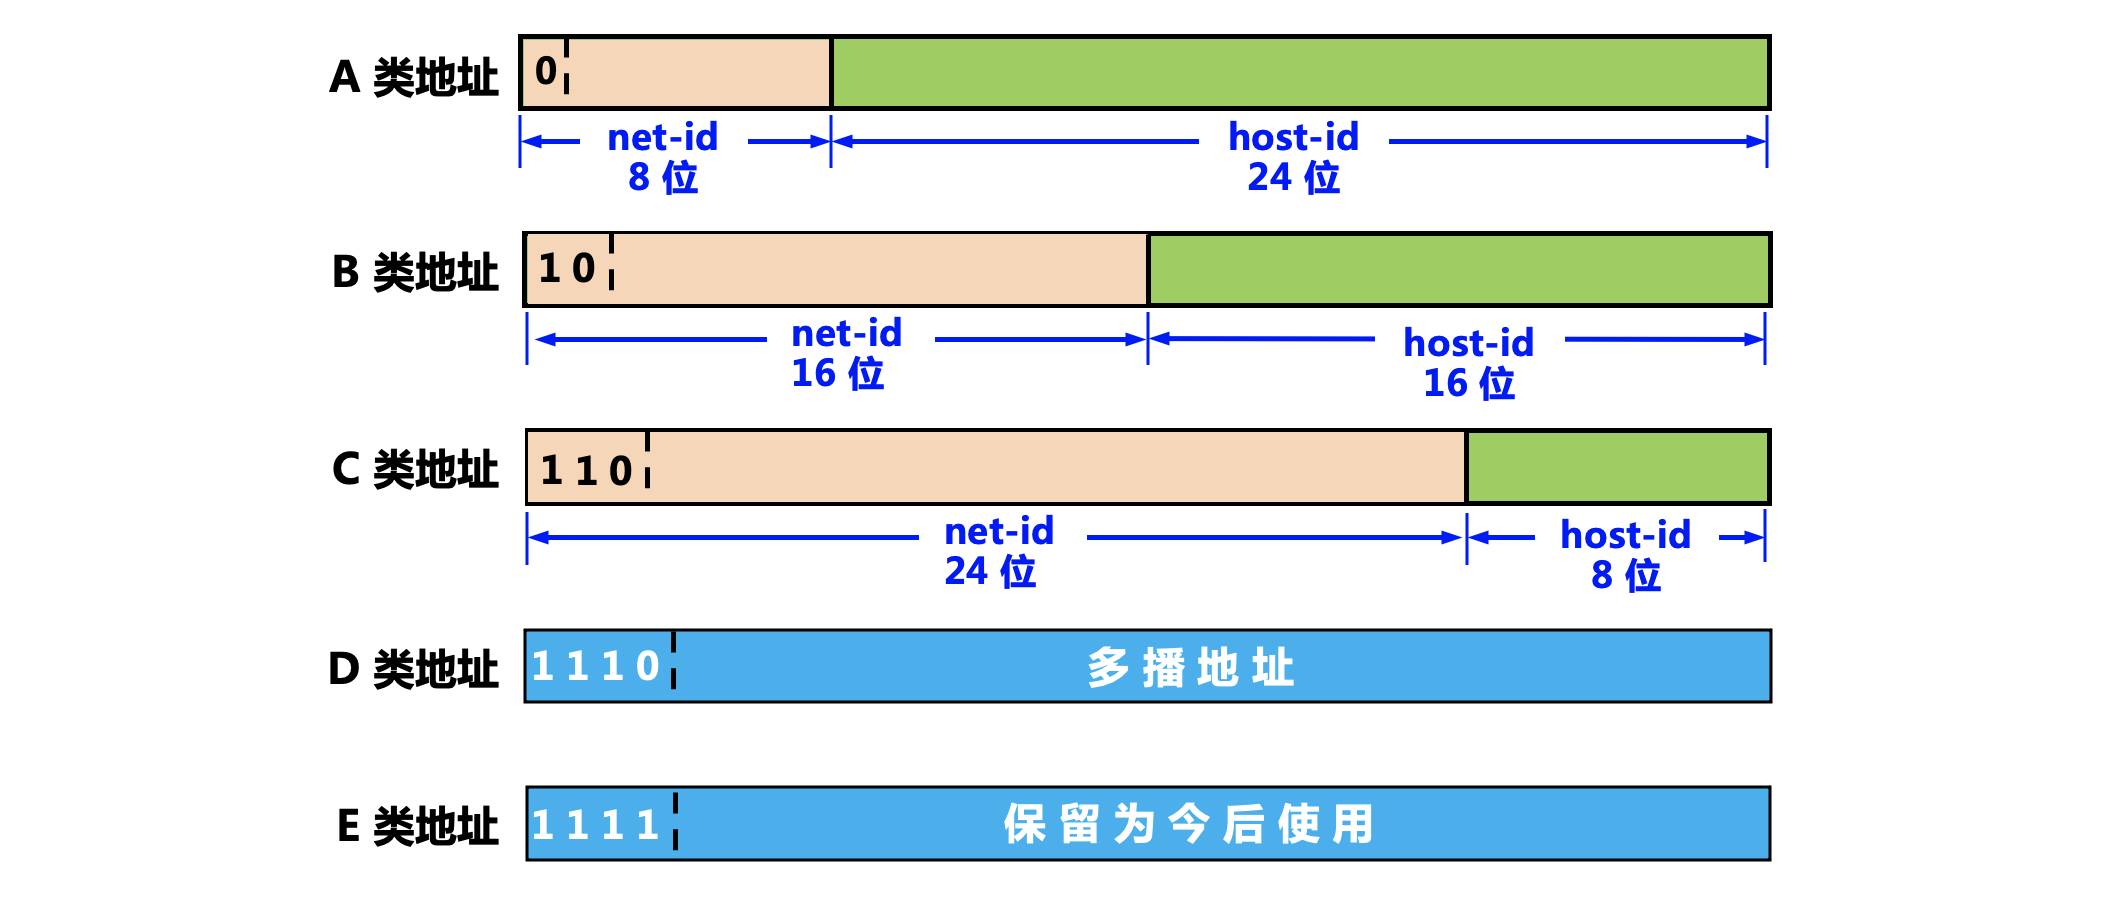 A 类地址 0
net-id host-id
8 位 24 位
B 类地址 1 0
net-id host-id
16 位 16 位
C 类地址 1 1 0
net-id host-id
24 位 8 位
D 类地址 1 1 1 0 多播地址
E 类地址 1 1 1 1 保留为今后使用